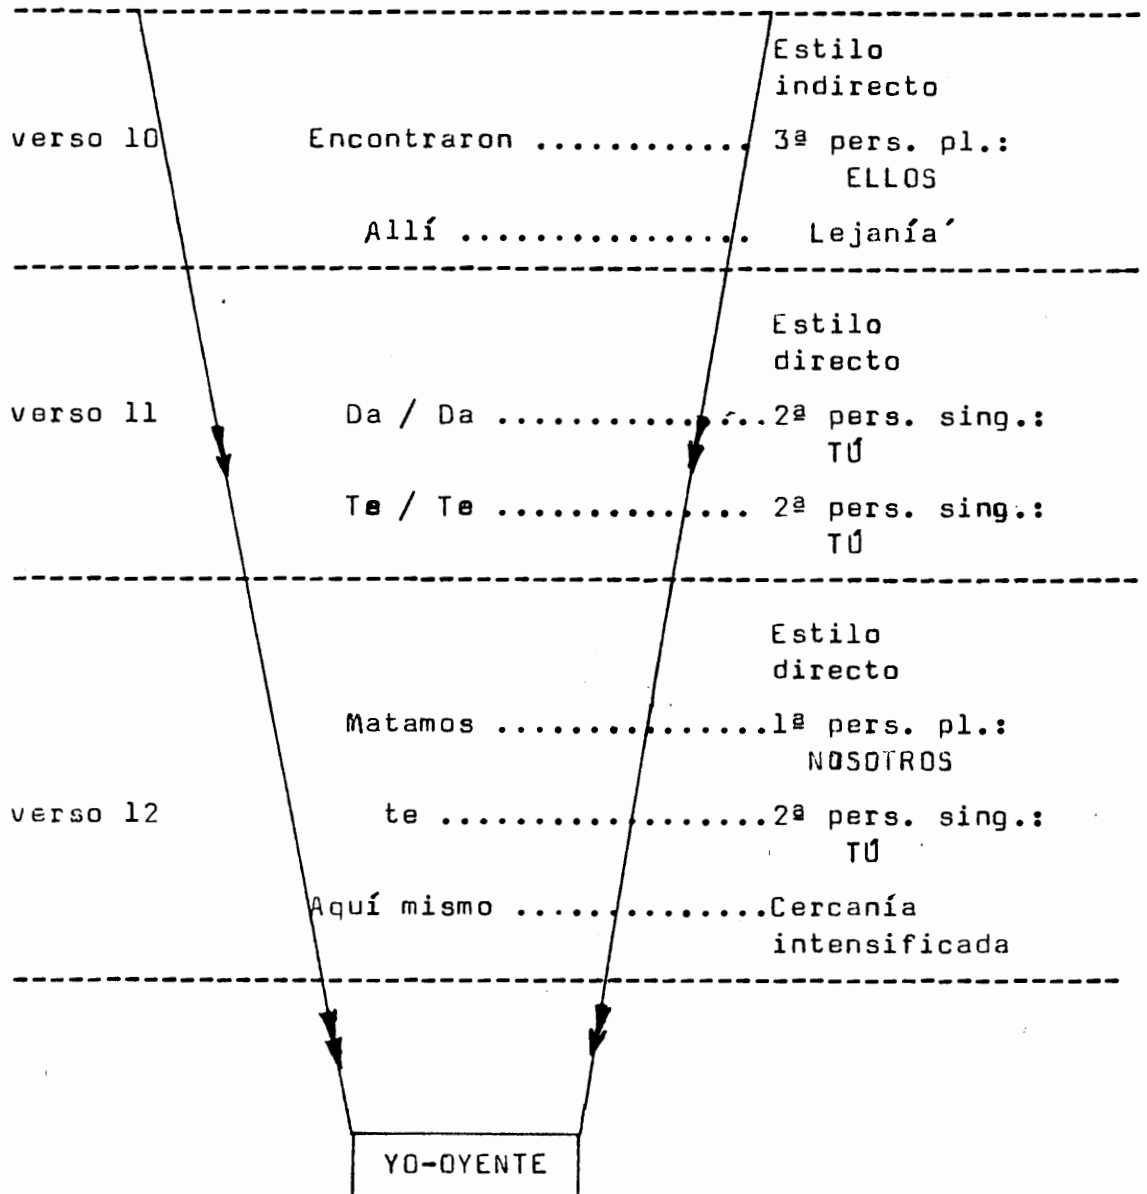 Estilo
indirecto
verso 10 Encontraron ............ 3ª pers. pl.:
ELLOS
Allí ................ Lejanía´
Estilo
directo
verso 11 Da / Da ...............2ª pers. sing.:
TÚ
Te / Te .............. 2ª pers. sing.:
TÚ
Estilo
directo
Matamos ...............1ª pers. pl.:
NOSOTROS
verso 12 te ..................2ª pers. sing.:
TÚ
Aquí mismo ..............Cercanía
intensificada
YO-OYENTE